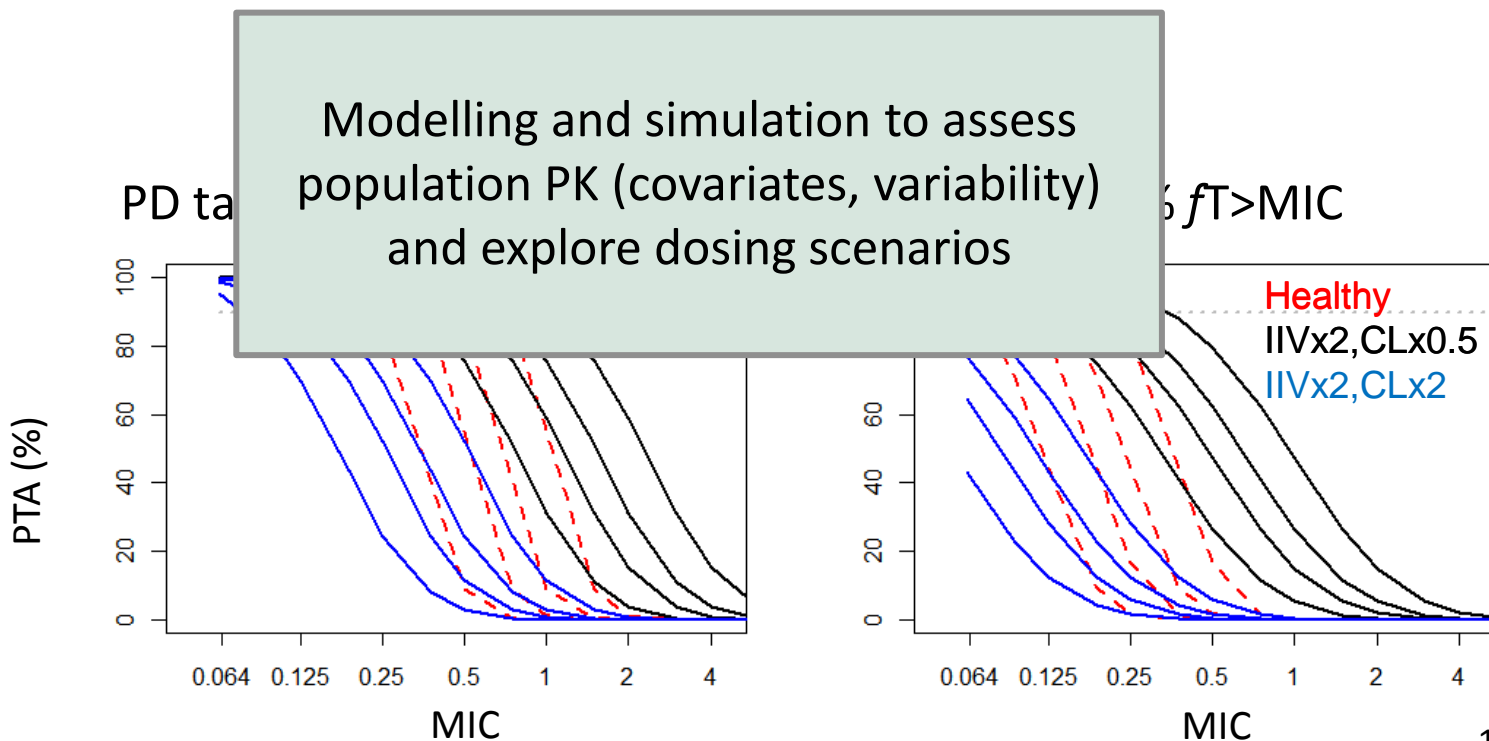 Modelling and simulation to assess
population PK (covariates, variability)
and explore dosing scenarios
PD ta
% fT>MIC
Healthy
IIVx2,CLx0.5
IIVx2,CLx2
PTA (%)
100
80
60
40
20
0
0.064 0.125 0.25 0.5 1 2 4
MIC
60
40
20
0
0.064 0.125 0.25 0.5 1 2 4
MIC
1